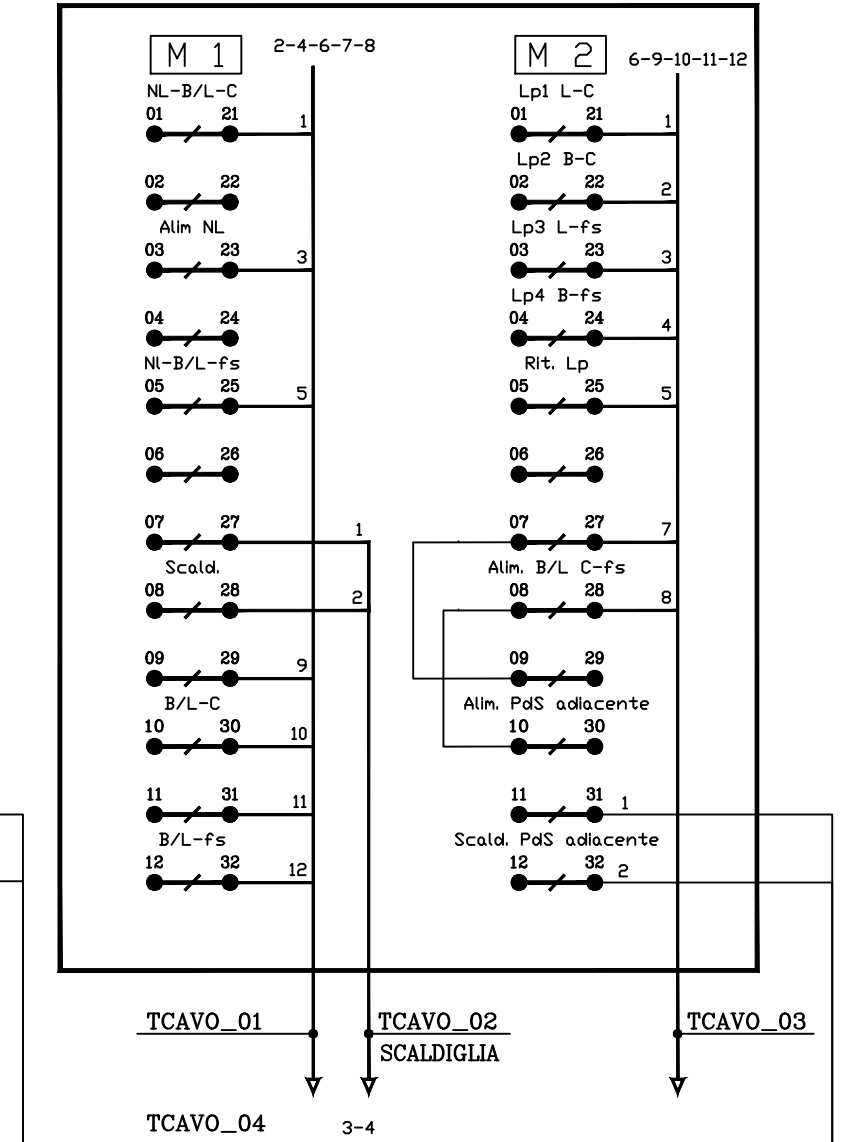 M 1
2-4-6-7-8
NL-B/L-C
01 21 1
02 22
Alim NL
03 23 3
04 24
Nl-B/L-fs
05 25 5
06 26
07 27 1
Scald.
08 28 2
09 29 9
B/L-C
10 30 10
11 31 11
B/L-fs
12 32 12
M 2
6-9-10-11-12
Lp1 L-C
01 21 1
Lp2 B-C
02 22 2
Lp3 L-fs
03 23 3
Lp4 B-fs
04 24 4
Rit. Lp
05 25 5
06 26
07 27 7
Alim. B/L C-fs
08 28 8
09 29
Alim. PdS adiacente
10 30
11 31 1
Scald. PdS adiacente
12 32 2
TCAVO_01
TCAVO_02
SCALDIGLIA
TCAVO_03
TCAVO_04
3-4